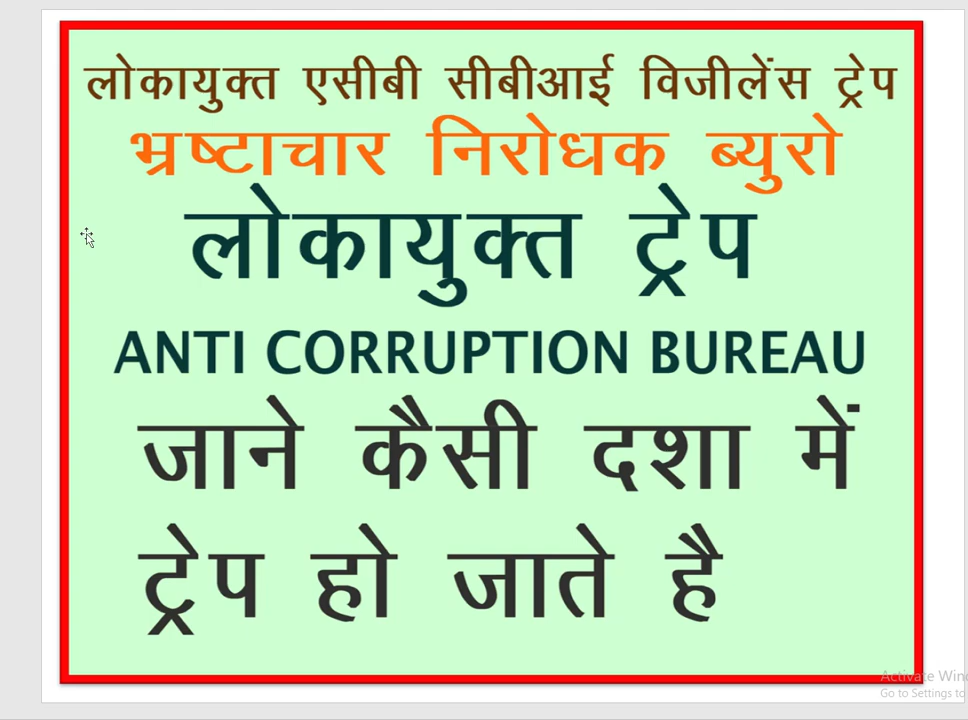 लोकायुक्त एसीबी सीबीआई विजीलेंस ट्रेप
भ्रष्टाचार निरोधक ब्युरो
लोकायुक्त ट्रेप
ANTI CORRUPTION BUREAU
जाने कैसी दशा में
ट्रेप हो जाते है
Activate Win
Go to Settings to